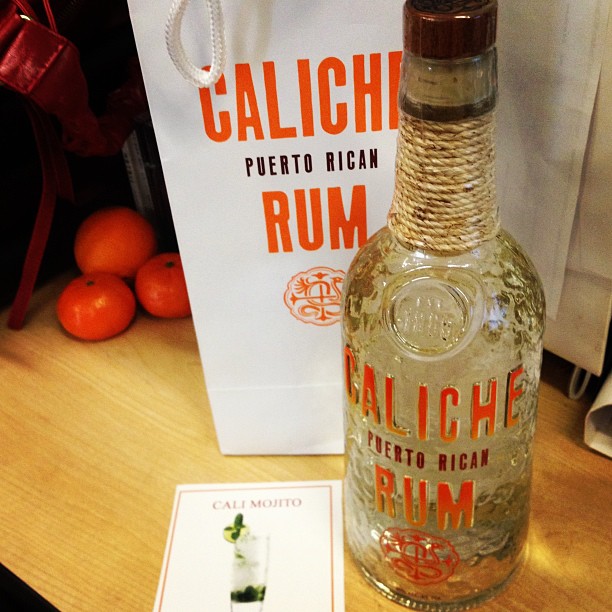 CALICHE
PUERTO RICAN
RUM
CALICHE
PUERTO RICAN
RUM
CALI MOJITO